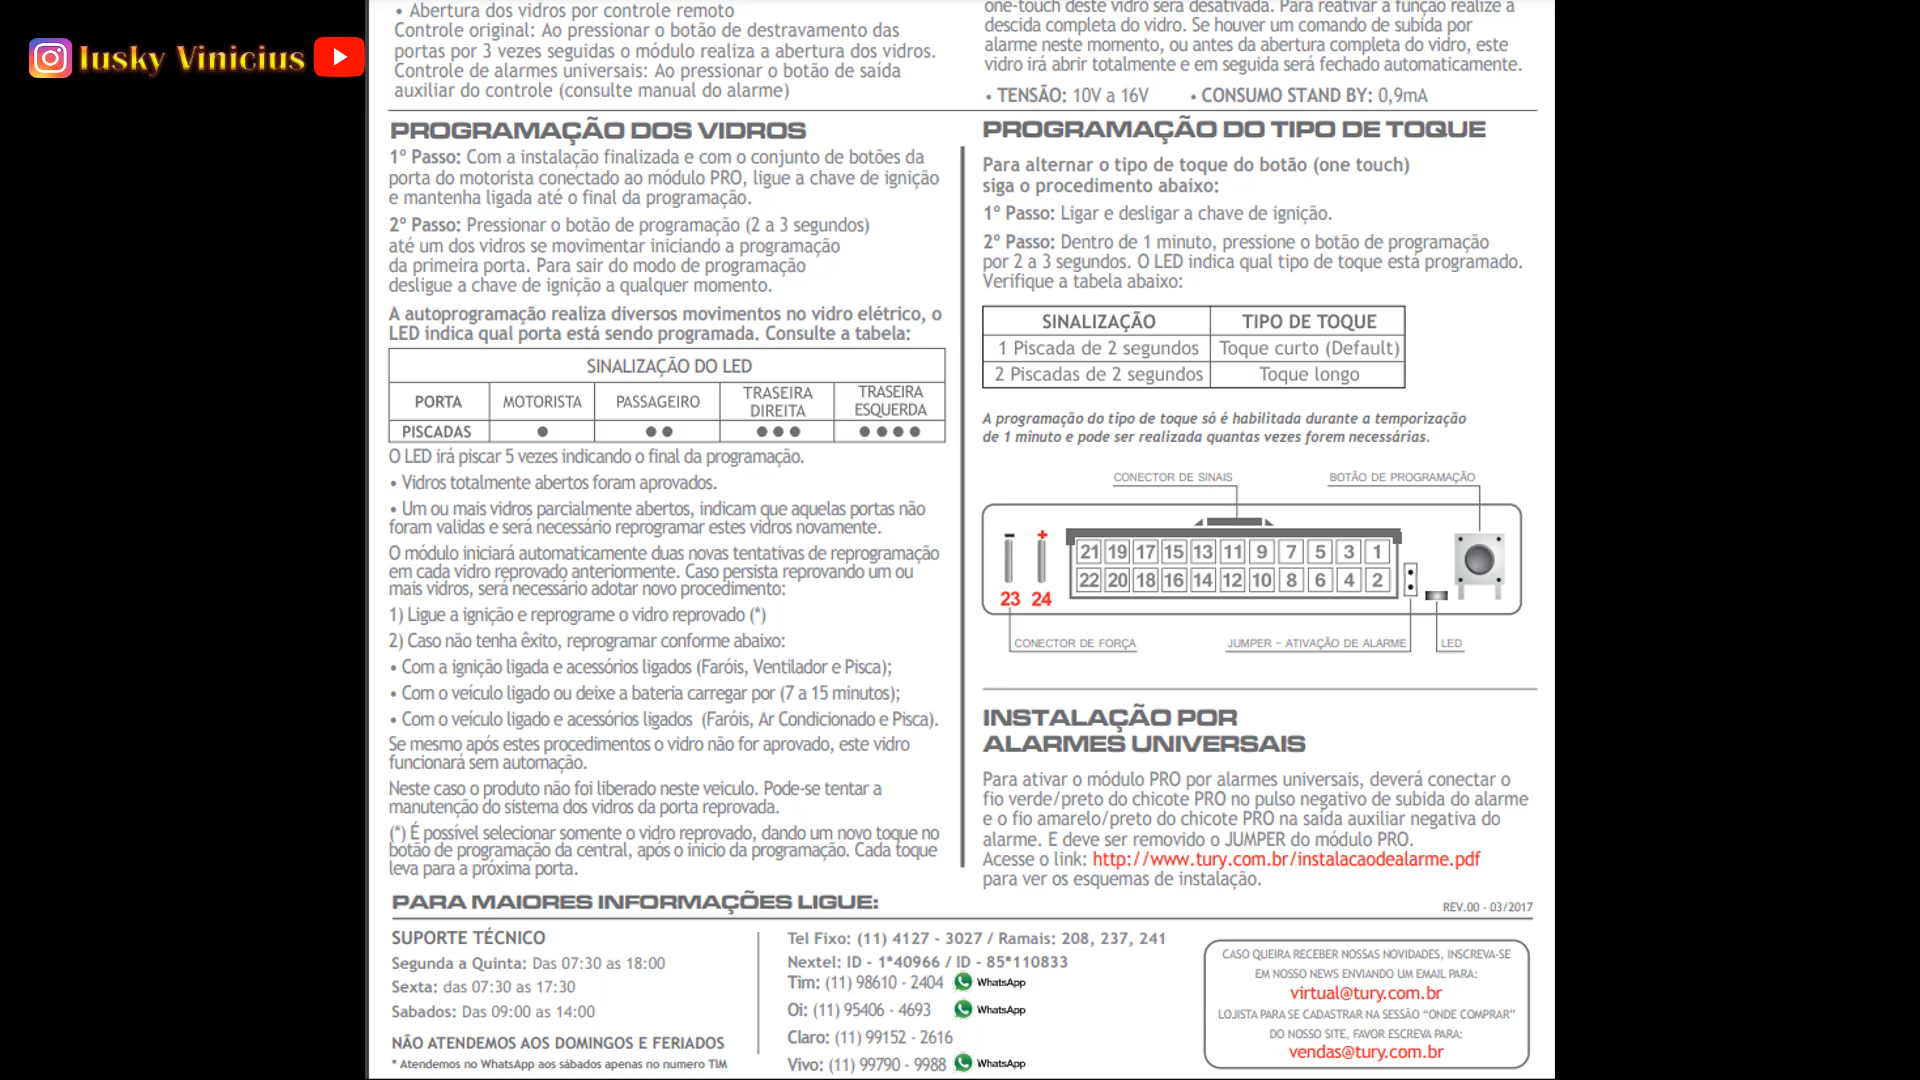 Iusky Vinicius
• Abertura dos vidros por controle remoto
Controle original: Ao pressionar o botão de destravamento das
portas por 3 vezes seguidas o módulo realiza a abertura dos vidros.
Controle de alarmes universais: Ao pressionar o botão de saída
auxiliar do controle (consulte manual do alarme)
one-touch deste vidro será desativada. Para reativar a função realize a
descida completa do vidro. Se houver um comando de subida por
alarme neste momento, ou antes da abertura completa do vidro, este
vidro irá abrir totalmente e em seguida será fechado automaticamente.
• TENSÃO: 10V a 16V • CONSUMO STAND BY: 0,9mA
PROGRAMAÇÃO DOS VIDROS
1º Passo: Com a instalação finalizada e com o conjunto de botões da
porta do motorista conectado ao módulo PRO, ligue a chave de ignição
e mantenha ligada até o final da programação.
2º Passo: Pressionar o botão de programação (2 a 3 segundos)
até um dos vidros se movimentar iniciando a programação
da primeira porta. Para sair do modo de programação
desligue a chave de ignição a qualquer momento.
A autoprogramação realiza diversos movimentos no vidro elétrico, o
LED indica qual porta está sendo programada. Consulte a tabela:
SINALIZAÇÃO DO LED
PORTA MOTORISTA PASSAGEIRO TRASEIRA DIREITA TRASEIRA ESQUERDA
PISCADAS ● ●● ●●● ●●●●
O LED irá piscar 5 vezes indicando o final da programação.
• Vidros totalmente abertos foram aprovados.
• Um ou mais vidros parcialmente abertos, indicam que aquelas portas não
foram validas e será necessário reprogramar estes vidros novamente.
O módulo iniciará automaticamente duas novas tentativas de reprogramação
em cada vidro reprovado anteriormente. Caso persista reprovando um ou
mais vidros, será necessário adotar novo procedimento:
1) Ligue a ignição e reprograme o vidro reprovado (*)
2) Caso não tenha êxito, reprogramar conforme abaixo:
• Com a ignição ligada e acessórios ligados (Faróis, Ventilador e Pisca);
• Com o veículo ligado ou deixe a bateria carregar por (7 a 15 minutos);
• Com o veículo ligado e acessórios ligados (Faróis, Ar Condicionado e Pisca).
Se mesmo após estes procedimentos o vidro não for aprovado, este vidro
funcionará sem automação.
Neste caso o produto não foi liberado neste veiculo. Pode-se tentar a
manutenção do sistema dos vidros da porta reprovada.
(*) É possível selecionar somente o vidro reprovado, dando um novo toque no
botão de programação da central, após o inicio da programação. Cada toque
leva para a próxima porta.
PROGRAMAÇÃO DO TIPO DE TOQUE
Para alternar o tipo de toque do botão (one touch)
siga o procedimento abaixo:
1º Passo: Ligar e desligar a chave de ignição.
2º Passo: Dentro de 1 minuto, pressione o botão de programação
por 2 a 3 segundos. O LED indica qual tipo de toque está programado.
Verifique a tabela abaixo:
SINALIZAÇÃO TIPO DE TOQUE
1 Piscada de 2 segundos Toque curto (Default)
2 Piscadas de 2 segundos Toque longo
A programação do tipo de toque só é habilitada durante a temporização
de 1 minuto e pode ser realizada quantas vezes forem necessárias.
CONECTOR DE SINAIS BOTÃO DE PROGRAMAÇÃO
- +
21 19 17 15 13 11 9 7 5 3 1
22 20 18 16 14 12 10 8 6 4 2
23 24
CONECTOR DE FORÇA JUMPER - ATIVAÇÃO DE ALARME LED
INSTALAÇÃO POR
ALARMES UNIVERSAIS
Para ativar o módulo PRO por alarmes universais, deverá conectar o
fio verde/preto do chicote PRO no pulso negativo de subida do alarme
e o fio amarelo/preto do chicote PRO na saída auxiliar negativa do
alarme. E deve ser removido o JUMPER do módulo PRO.
Acesse o link: http://www.tury.com.br/instalacaodealarme.pdf
para ver os esquemas de instalação.
PARA MAIORES INFORMAÇÕES LIGUE:
REV.00 - 03/2017
SUPORTE TÉCNICO
Segunda a Quinta: Das 07:30 as 18:00
Sexta: das 07:30 as 17:30
Sabados: Das 09:00 as 14:00
NÃO ATENDEMOS AOS DOMINGOS E FERIADOS
* Atendemos no WhatsApp aos sábados apenas no numero TIM
Tel Fixo: (11) 4127 - 3027 / Ramais: 208, 237, 241
Nextel: ID - 1*40966 / ID - 85*110833
Tim: (11) 98610 - 2404 WhatsApp
Oi: (11) 95406 - 4693 WhatsApp
Claro: (11) 99152 - 2616
Vivo: (11) 99790 - 9988 WhatsApp
CASO QUEIRA RECEBER NOSSAS NOVIDADES, INSCREVA-SE
EM NOSSO NEWS ENVIANDO UM EMAIL PARA:
virtual@tury.com.br
LOJISTA PARA SE CADASTRAR NA SESSÃO “ONDE COMPRAR”
DO NOSSO SITE, FAVOR ESCREVA PARA:
vendas@tury.com.br